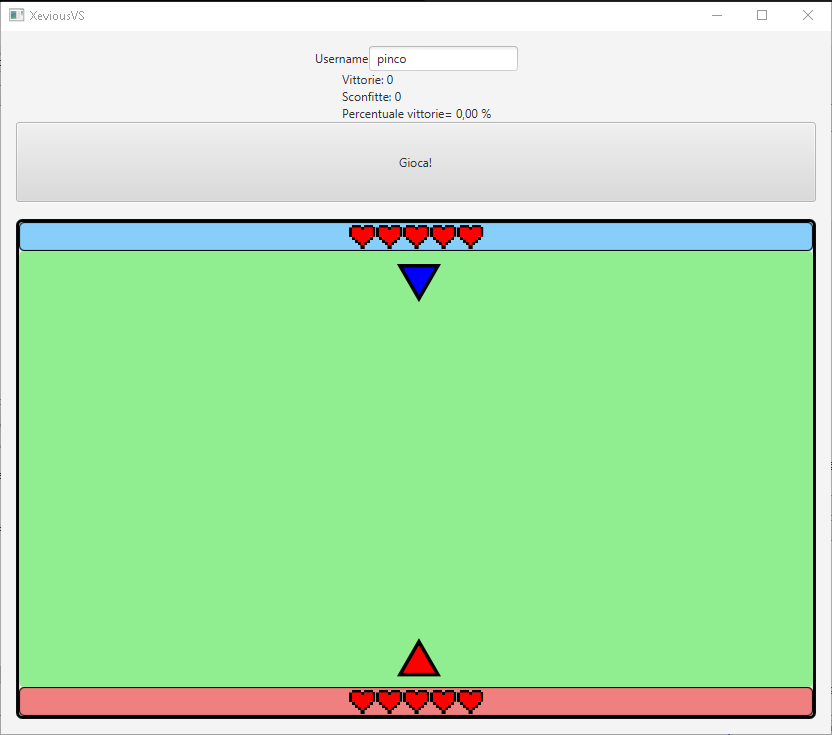 XeviousVS
Username pinco
Vittorie: 0
Sconfitte: 0
Percentuale vittorie= 0,00 %
Gioca!